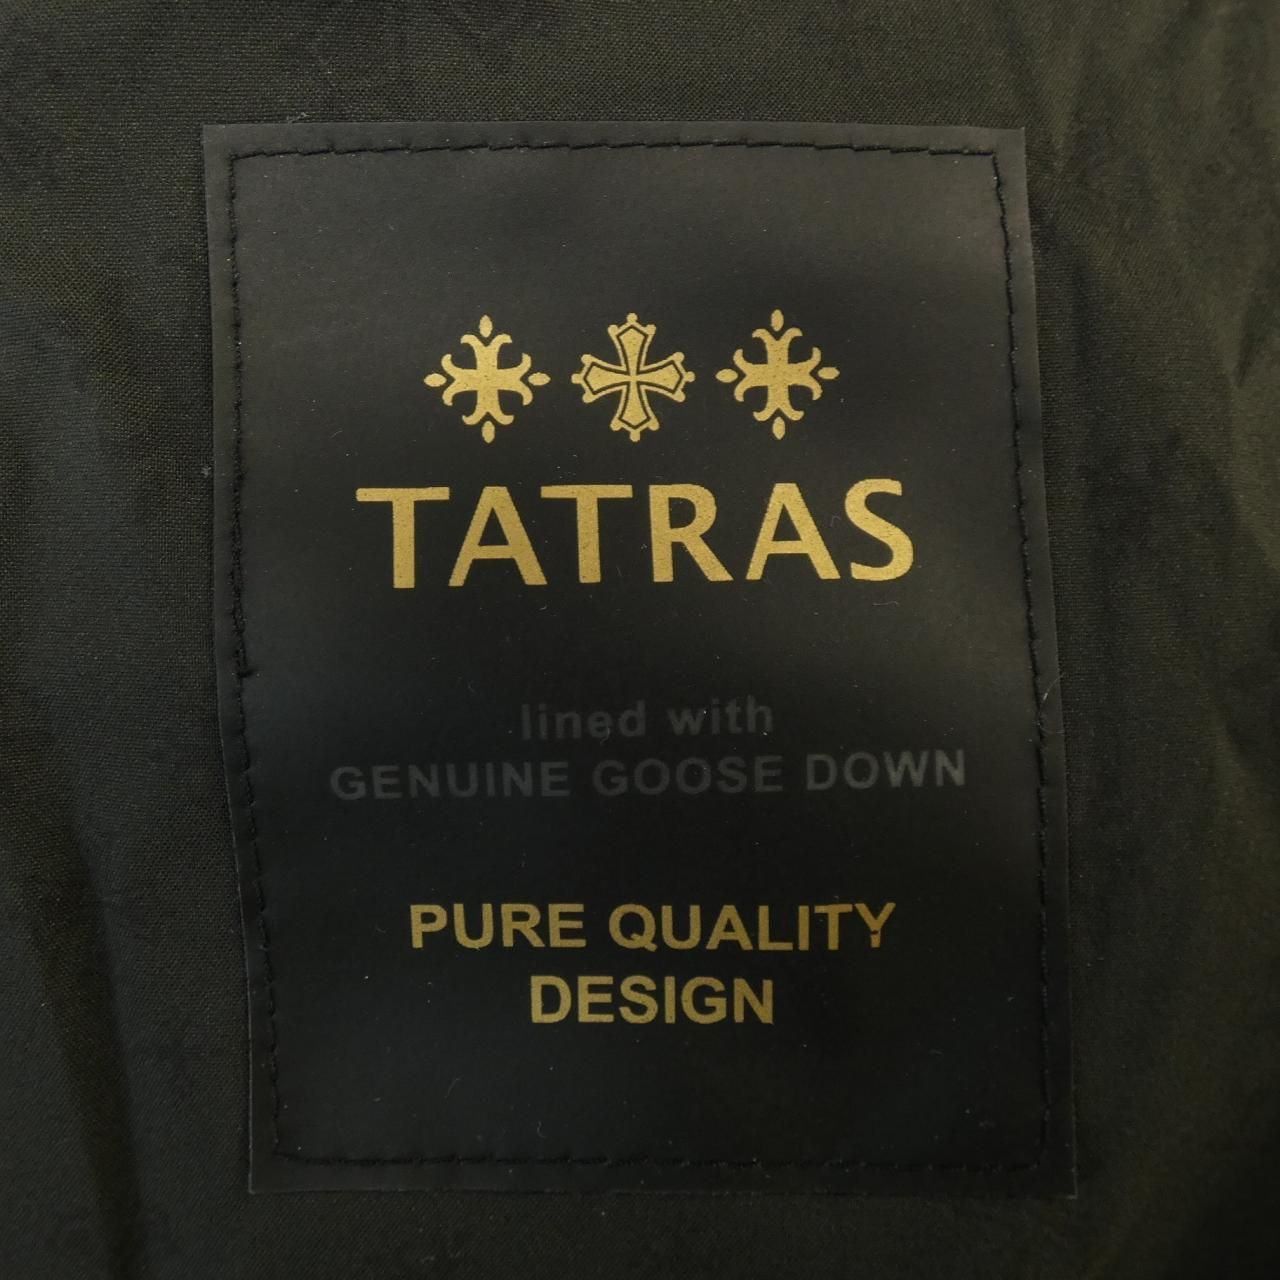 TATRAS
lined with
GENUINE GOOSE DOWN
PURE QUALITY
DESIGN